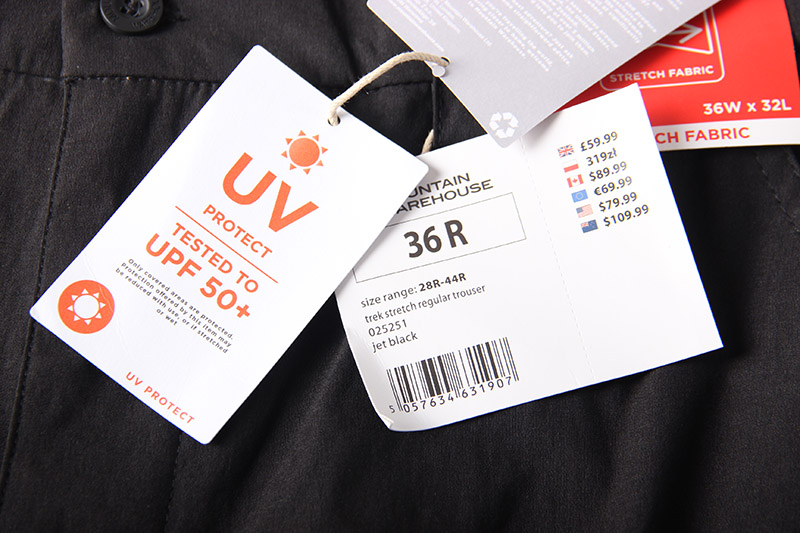 UV
PROTECT
TESTED TO
UPF 50+
Only covered areas are protected.
Protection offered by this item may
be reduced with use, or if stretched
or wet
UV PROTECT
STRETCH FABRIC
36W x 32L
CH FABRIC
UNTAIN
REHOUSE
36 R
size range: 28R-44R
trek stretch regular trouser
025251
jet black
5 057634 631907
£59.99
319zł
$89.99
€69.99
$79.99
$109.99